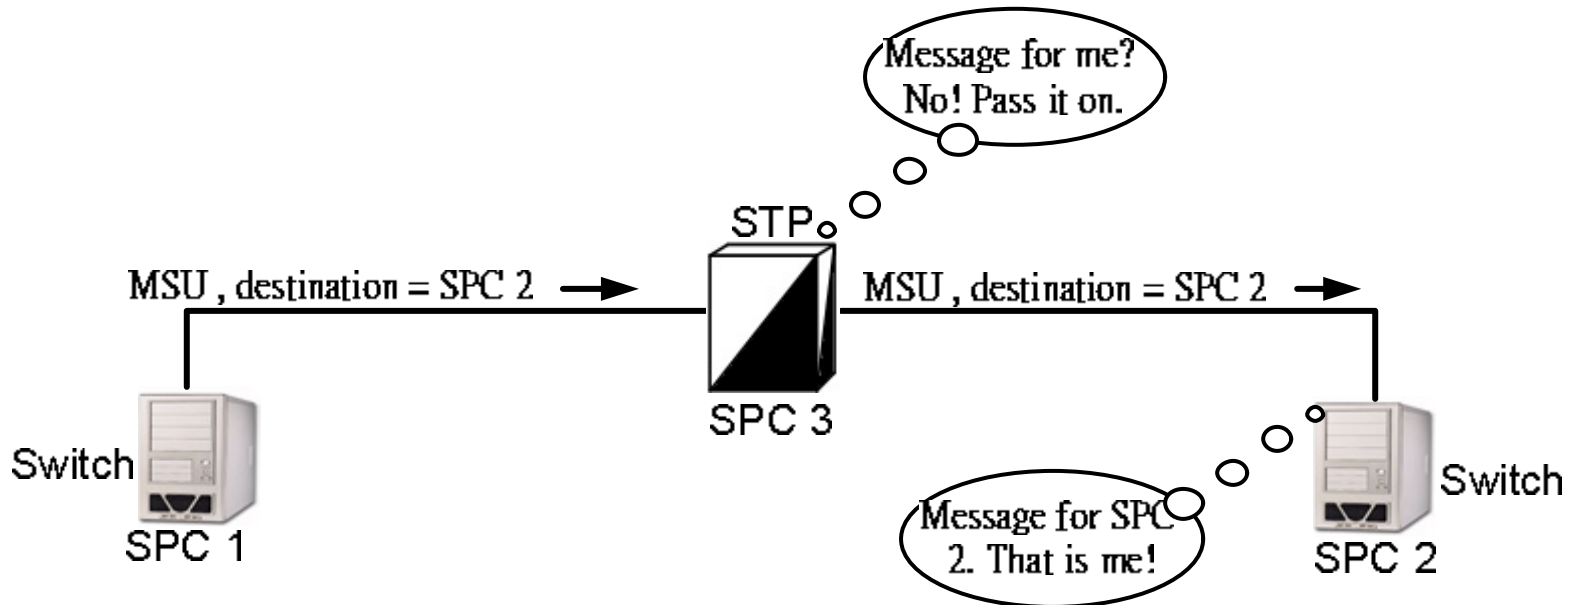 Message for me?
No! Pass it on.
STP
MSU , destination = SPC 2
MSU , destination = SPC 2
SPC 3
Switch
SPC 1
Message for SPC
2. That is me!
Switch
SPC 2